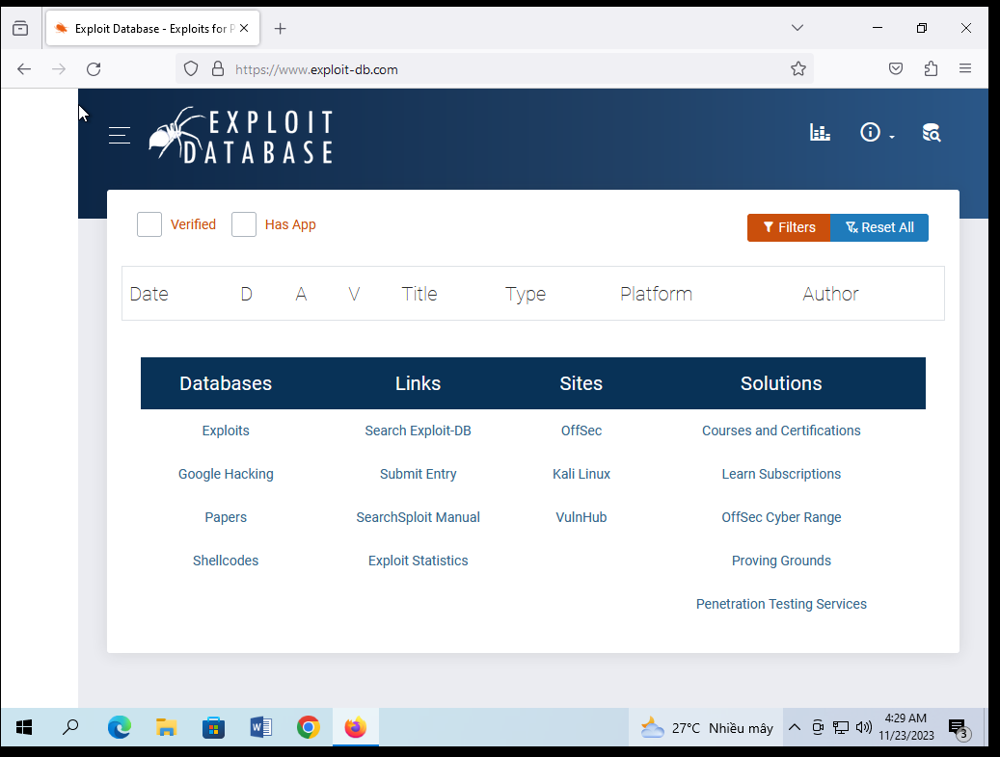 Exploit Database - Exploits for P
https://www.exploit-db.com
EXPLOIT
DATABASE
Verified Has App Filters Reset All
Date D A V Title Type Platform Author
Databases Links Sites Solutions
Exploits Search Exploit-DB OffSec Courses and Certifications
Google Hacking Submit Entry Kali Linux Learn Subscriptions
Papers SearchSploit Manual VulnHub OffSec Cyber Range
Shellcodes Exploit Statistics Proving Grounds
Penetration Testing Services
27°C Nhiều mây 4:29 AM
11/23/2023 3